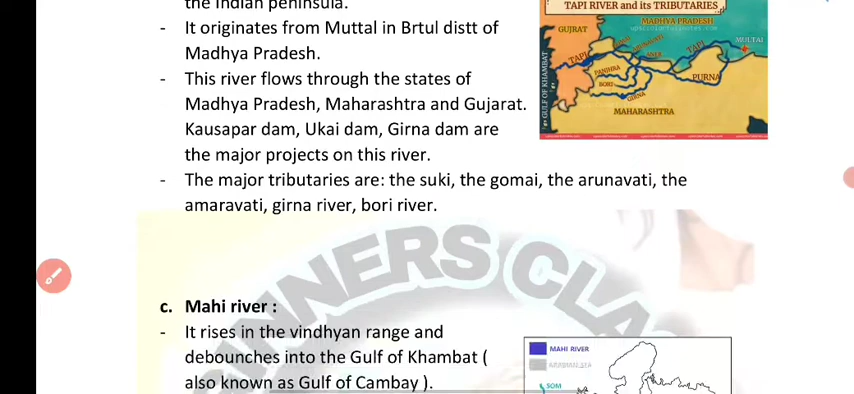 the Indian peninsula.
- It originates from Muttal in Brtul distt of
Madhya Pradesh.
- This river flows through the states of
Madhya Pradesh, Maharashtra and Gujarat.
Kausapar dam, Ukai dam, Girna dam are
the major projects on this river.
- The major tributaries are: the suki, the gomai, the arunavati, the
amaravati, girna river, bori river.
TAPI RIVER and its TRIBUTARIES
MADHYA PRADESH
GUJRAT
MULTAI
TAPI
TAPI
ANER
PANJHRA
PURNA
BORI
GIRNA
GULF OF KHAMBAT
MAHARASHTRA
INNERS CLA
c. Mahi river :
- It rises in the vindhyan range and
debounches into the Gulf of Khambat (
also known as Gulf of Cambay ).
MAHI RIVER
ARABIAN SEA
SOM